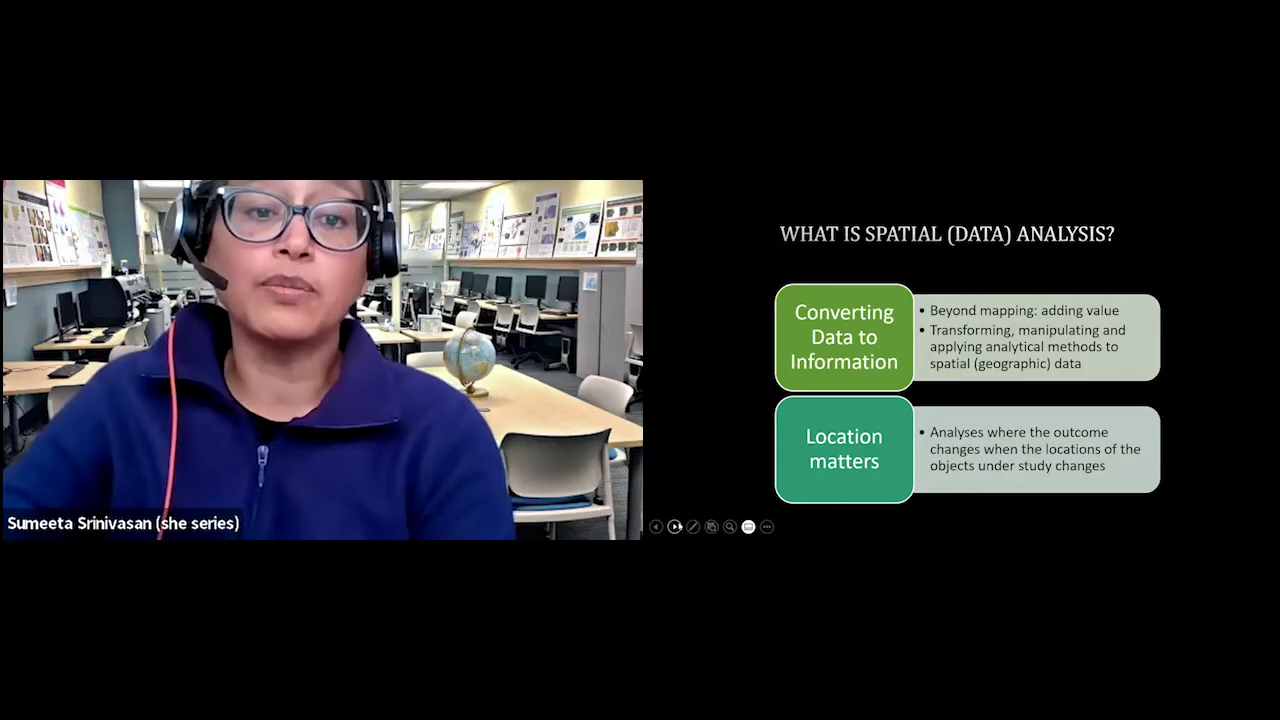 Sumeeta Srinivasan (she series)
WHAT IS SPATIAL (DATA) ANALYSIS?
Converting
Data to
Information
• Beyond mapping: adding value
• Transforming, manipulating and
applying analytical methods to
spatial (geographic) data
Location
matters
• Analyses where the outcome
changes when the locations of the
objects under study changes